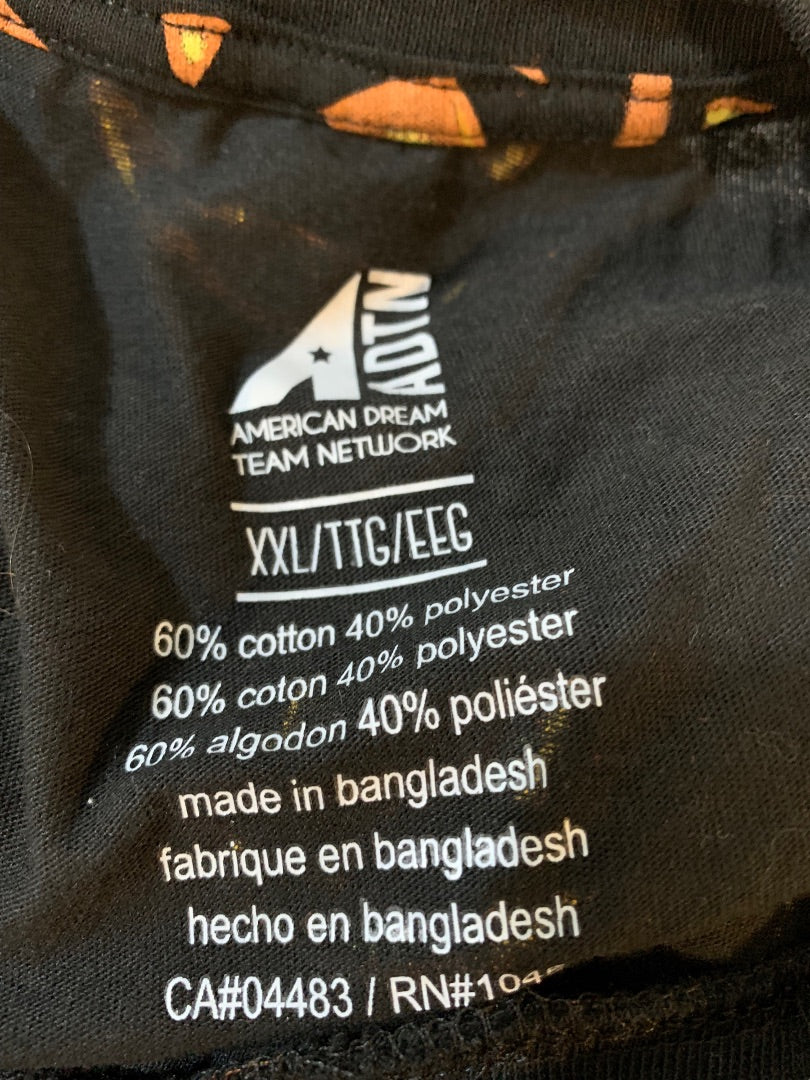 ADTN
AMERICAN DREAM
TEAM NETWORK
XXL/TTG/EEG
60% cotton 40% polyester
60% coton 40% polyester
60% algodon 40% poliéster
made in bangladesh
fabrique en bangladesh
hecho en bangladesh
CA#04483 / RN#